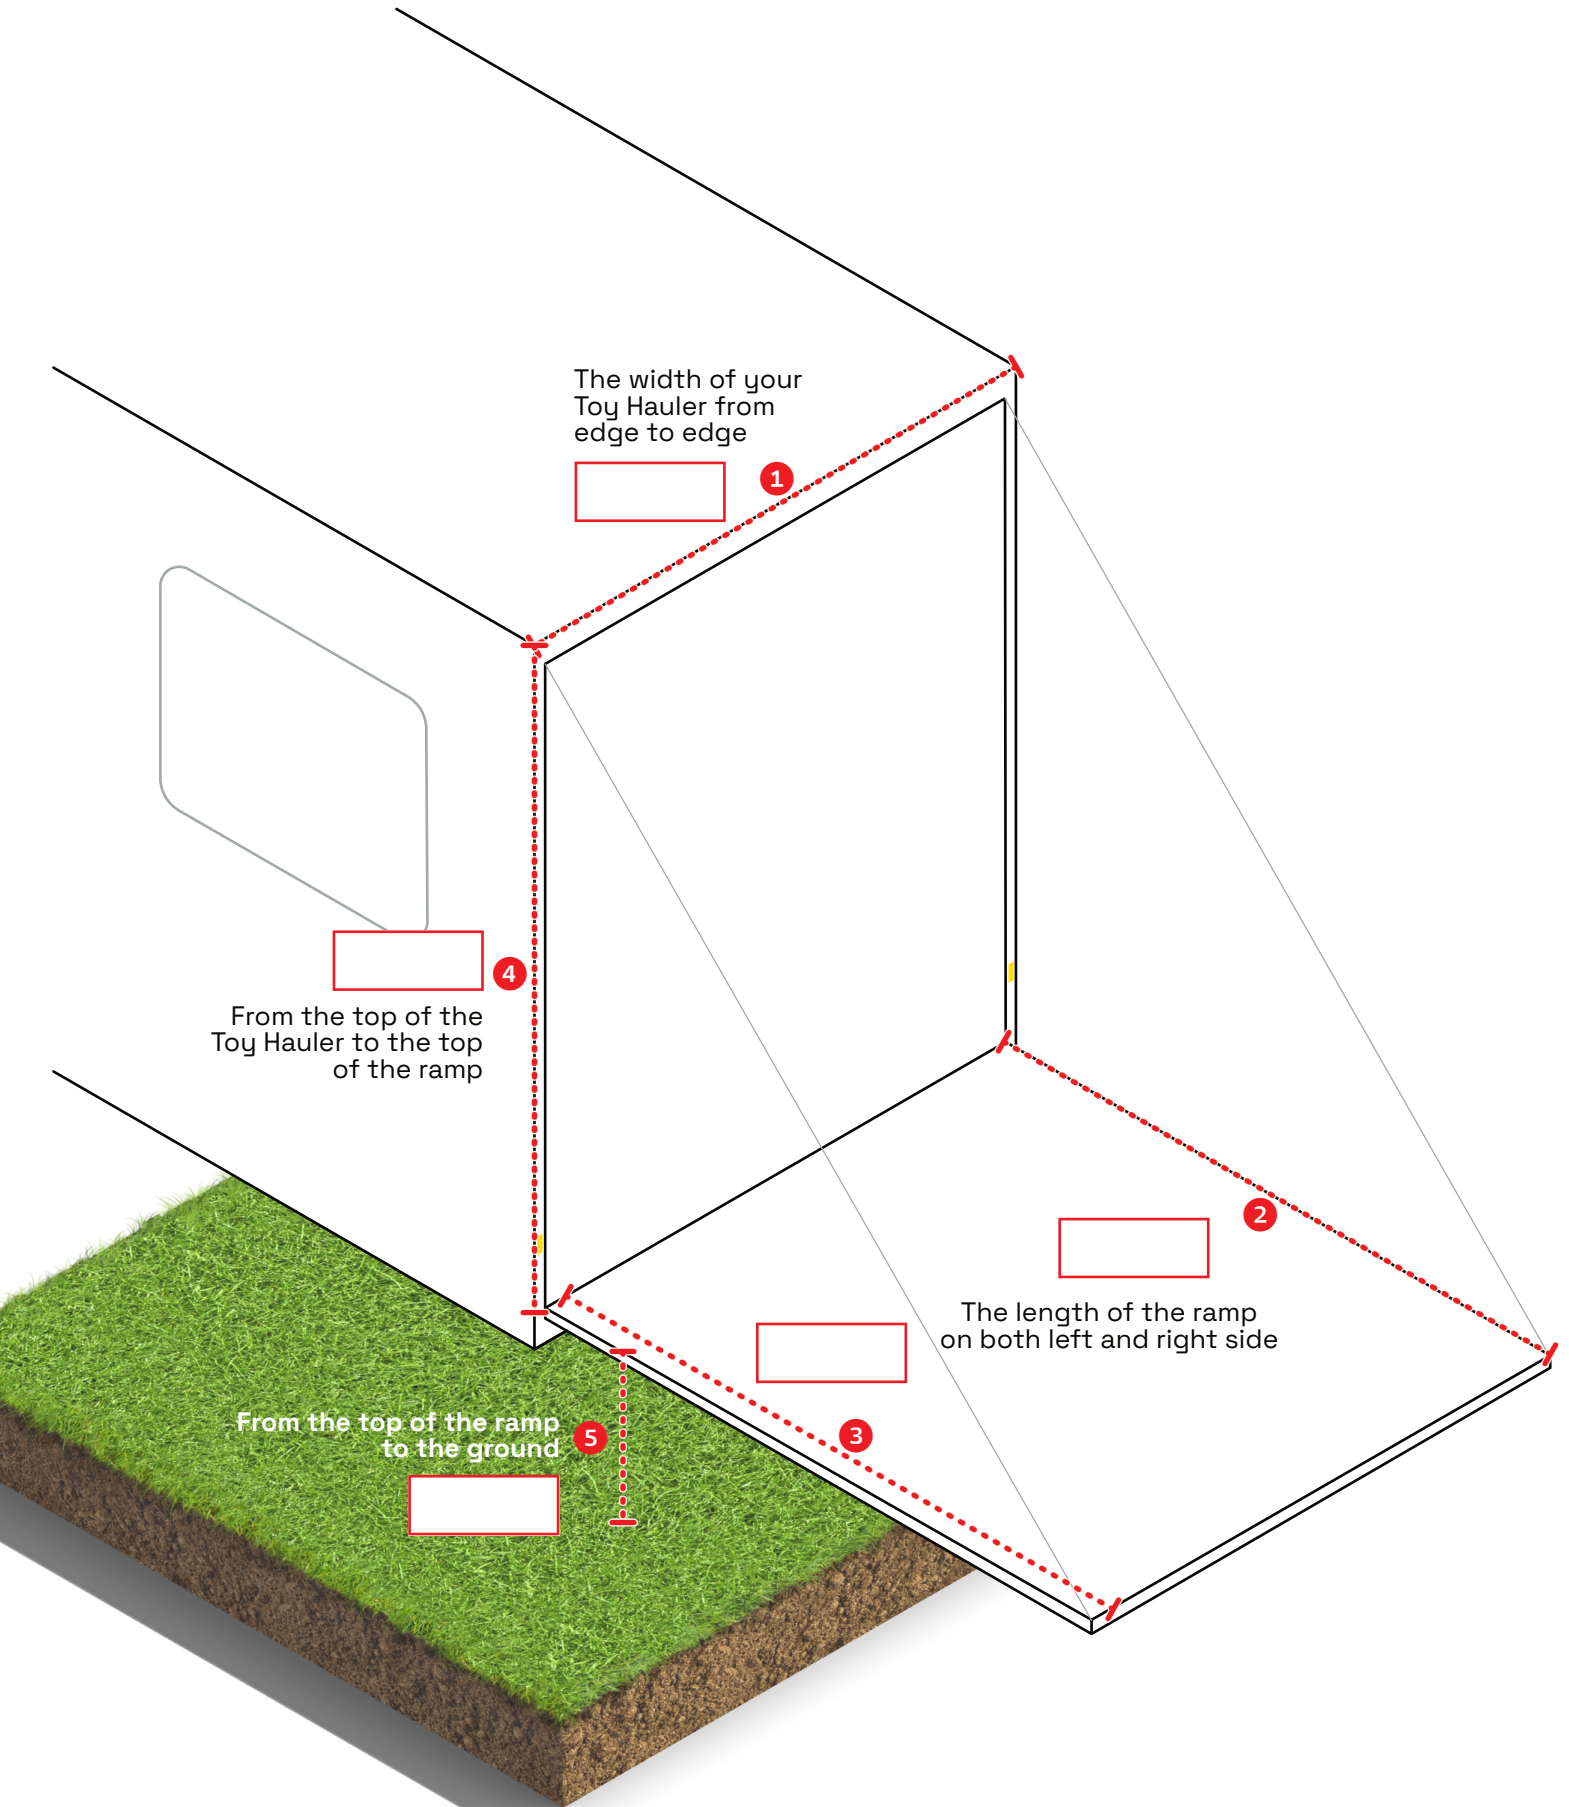 The width of your
Toy Hauler from
edge to edge
1
4
From the top of the
Toy Hauler to the top
of the ramp
2
The length of the ramp
on both left and right side
3
From the top of the ramp
to the ground
5